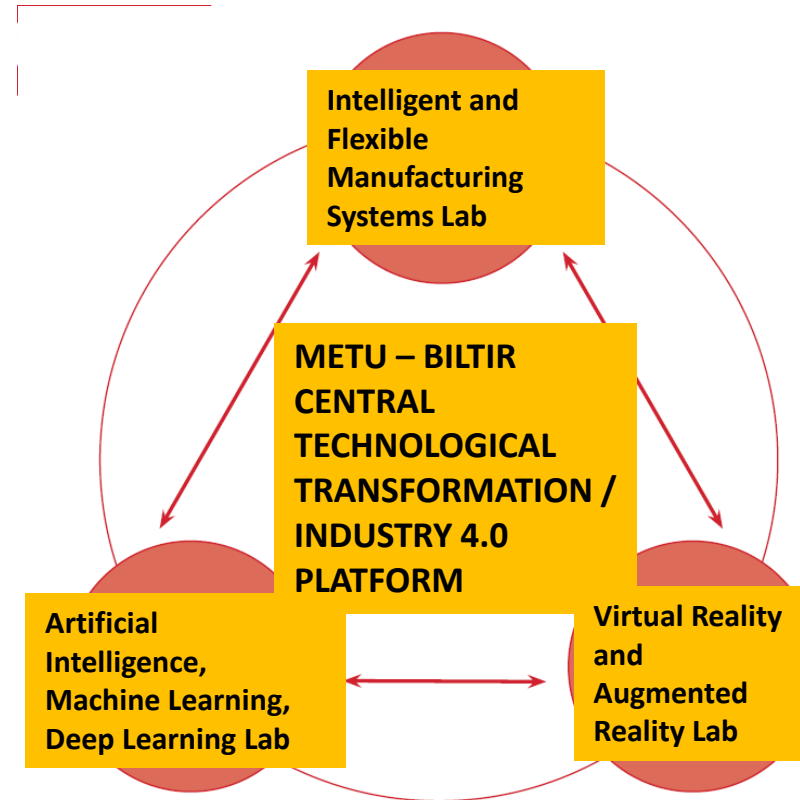 Intelligent and
Flexible
Manufacturing
Systems Lab
METU – BILTIR
CENTRAL
TECHNOLOGICAL
TRANSFORMATION /
INDUSTRY 4.0
PLATFORM
Artificial
Intelligence,
Machine Learning,
Deep Learning Lab
Virtual Reality
and
Augmented
Reality Lab